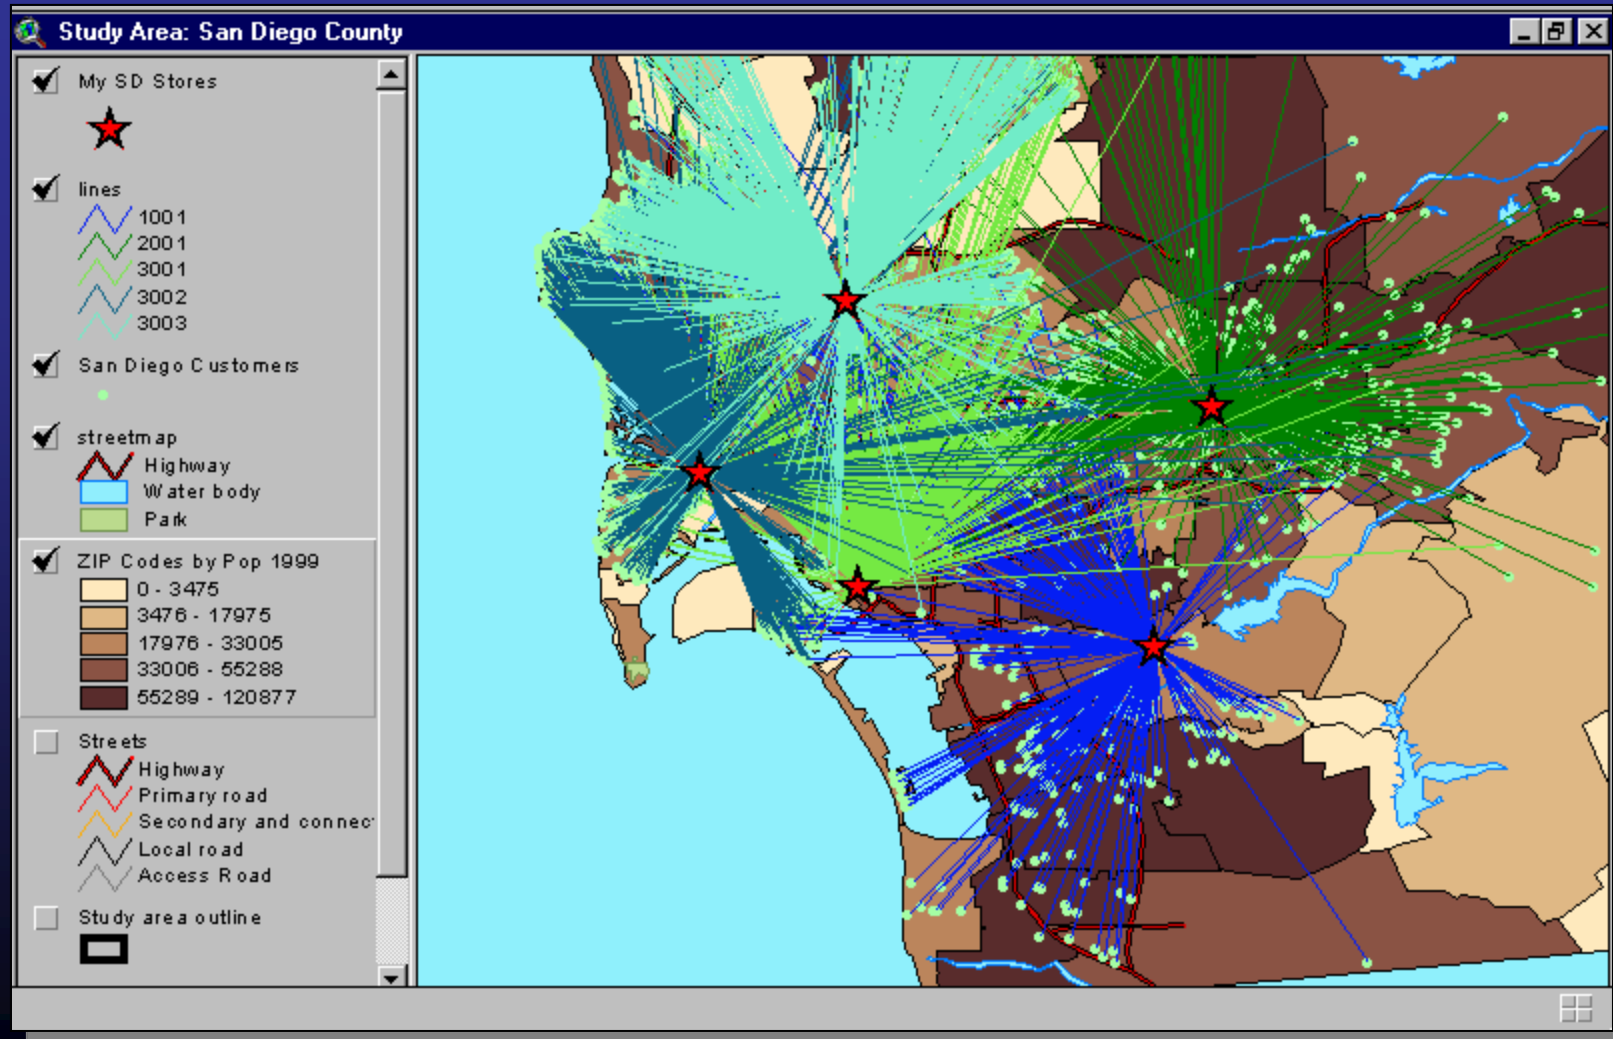 Study Area: San Diego County
My SD Stores
lines
1001
2001
3001
3002
3003
San Diego Customers
streetmap
Highway
Water body
Park
ZIP Codes by Pop 1999
0 - 3475
3476 - 17975
17976 - 33005
33006 - 55288
55289 - 120877
Streets
Highway
Primary road
Secondary and connec
Local road
Access Road
Study area outline